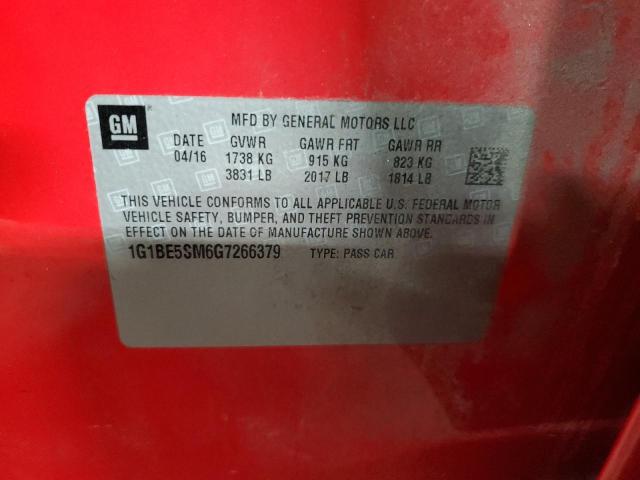 GM
MFD BY GENERAL MOTORS LLC
DATE GVWR GAWR FRT GAWR RR
04/16 1738 KG 915 KG 823 KG
3831 LB 2017 LB 1814 LB
THIS VEHICLE CONFORMS TO ALL APPLICABLE U.S. FEDERAL MOTOR
VEHICLE SAFETY, BUMPER, AND THEFT PREVENTION STANDARDS IN
EFFECT ON THE DATE OF MANUFACTURE SHOWN ABOVE.
1G1BE5SM6G7266379 TYPE: PASS CAR